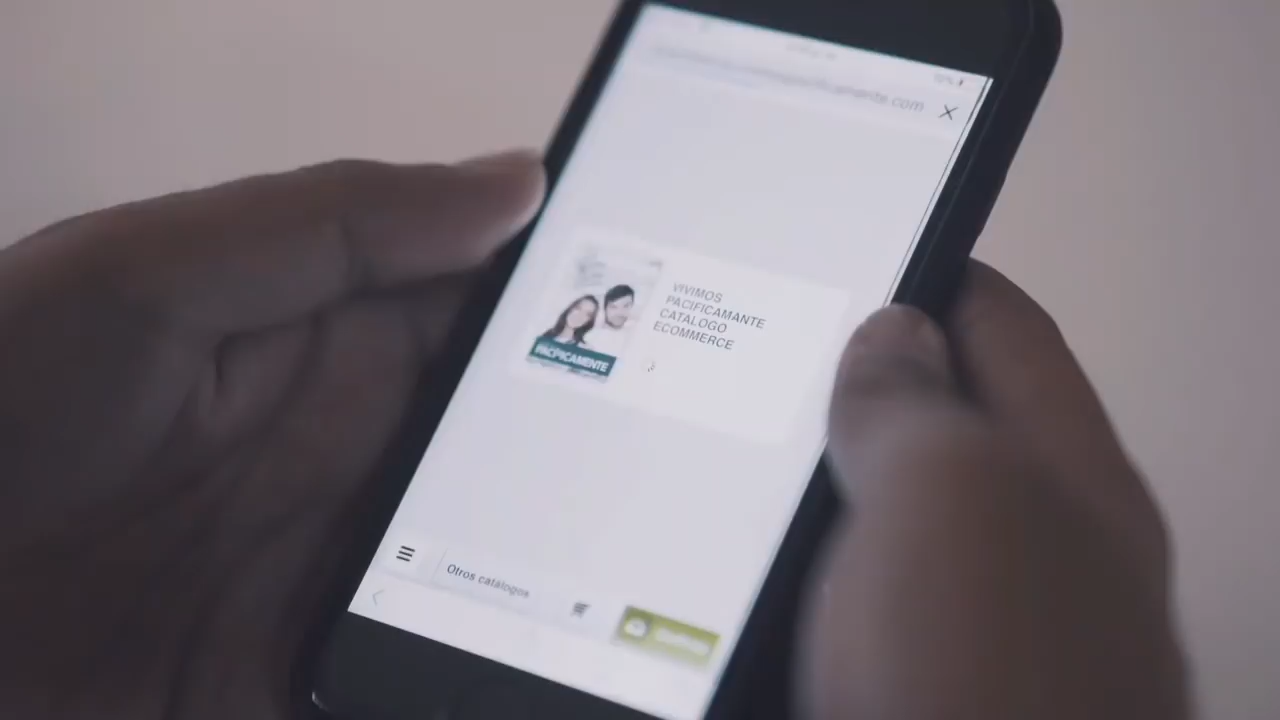 VIVIMOS
PACIFICAMANTE
CATALOGO
ECOMMERCE
PACIFICAMENTE
Otros catálogos